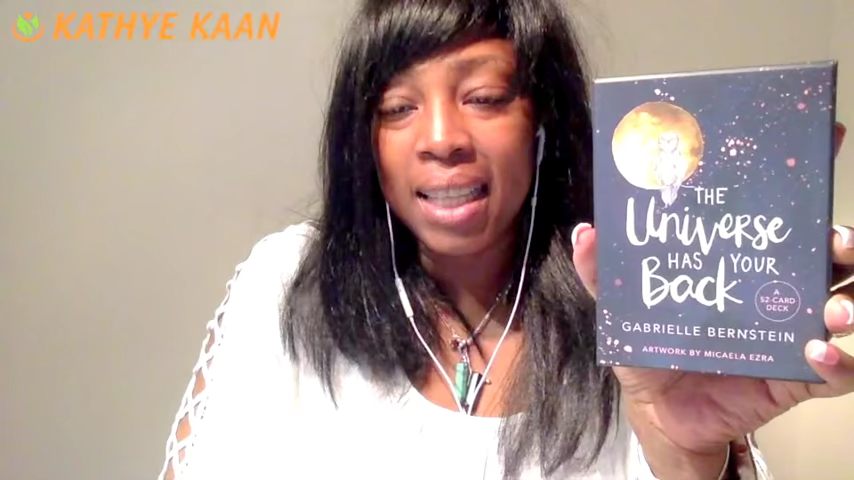 KATHYE KAAN
THE
UNIVERSE
HAS YOUR
BACK
A
52-CARD
DECK
GABRIELLE BERNSTEIN
ARTWORK BY MICAELA EZRA